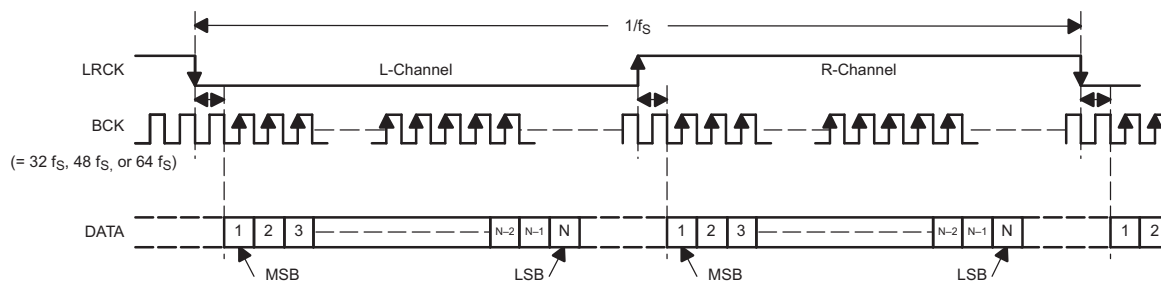 1/fS
LRCK
L-Channel
R-Channel
BCK
(= 32 fS, 48 fS, or 64 fS)
DATA
1 2 3 N–2 N–1 N 1 2 3 N–2 N–1 N 1 2
MSB LSB MSB LSB